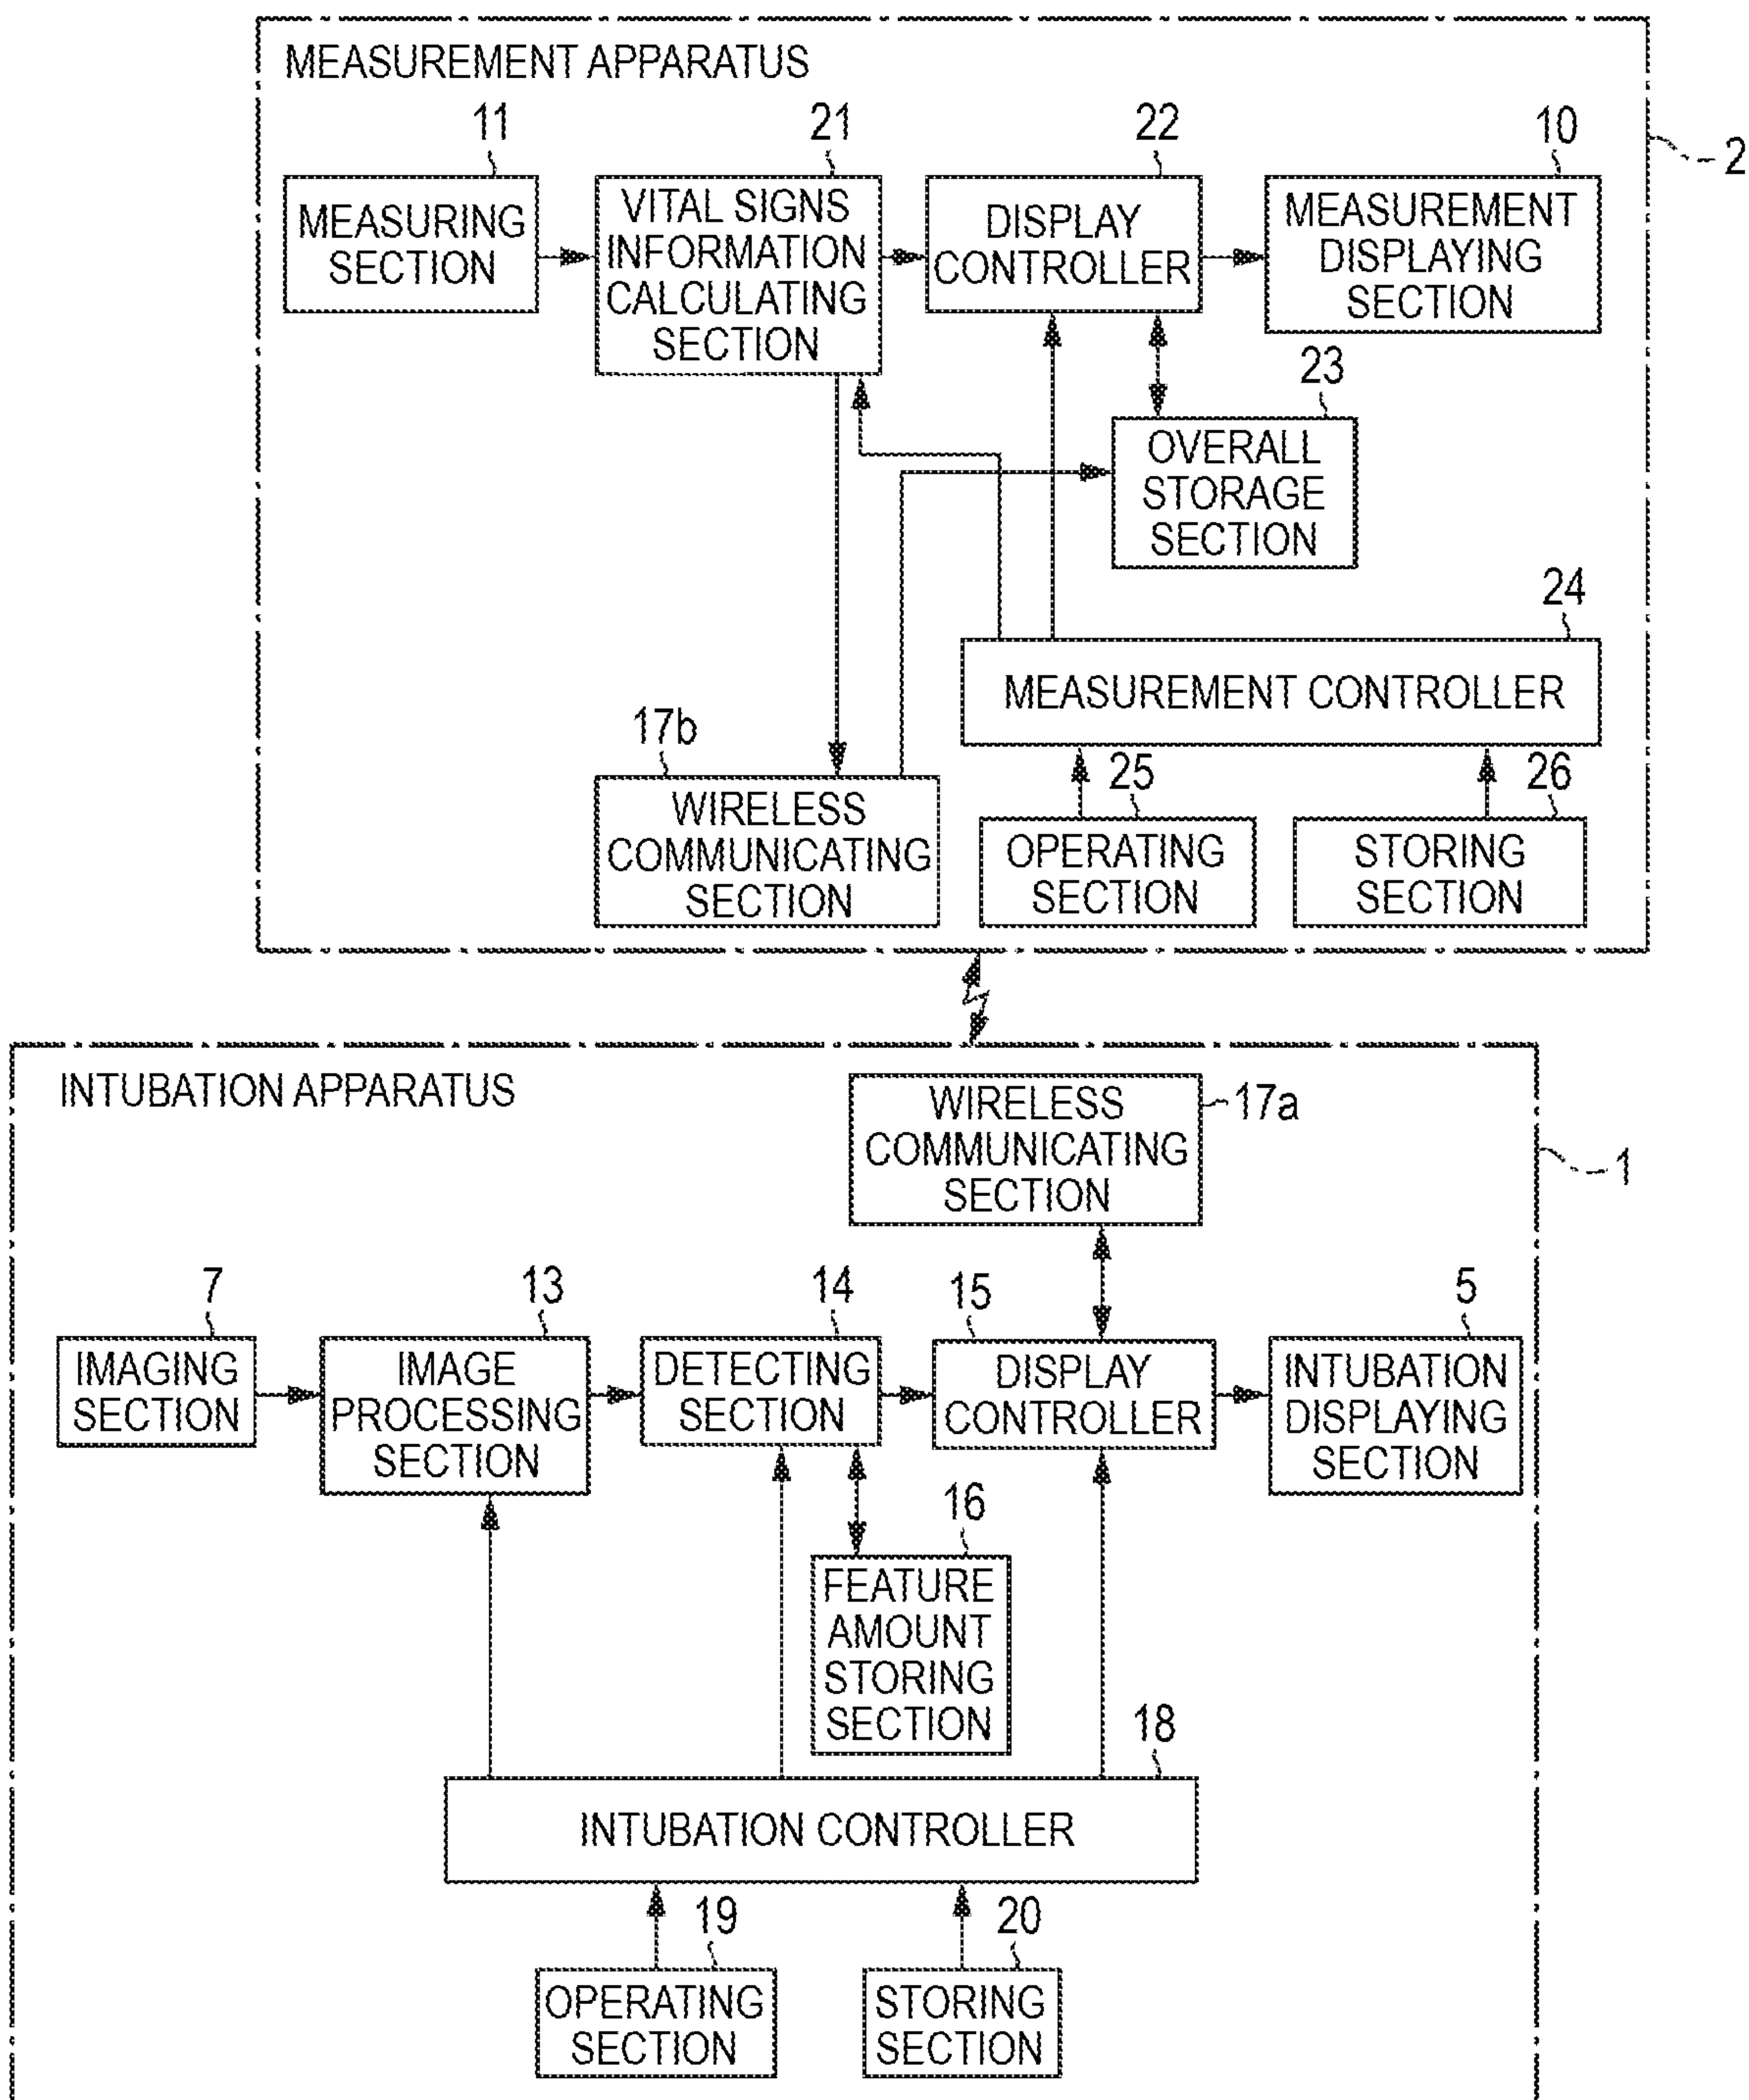 MEASUREMENT APPARATUS
11
21
22
10
2
MEASURING
SECTION
VITAL SIGNS
INFORMATION
CALCULATING
SECTION
DISPLAY
CONTROLLER
MEASUREMENT
DISPLAYING
SECTION
23
OVERALL
STORAGE
SECTION
24
MEASUREMENT CONTROLLER
17b
25
26
WIRELESS
COMMUNICATING
SECTION
OPERATING
SECTION
STORING
SECTION
INTUBATION APPARATUS
WIRELESS
COMMUNICATING
SECTION
17a
1
7
13
14
15
5
IMAGING
SECTION
IMAGE
PROCESSING
SECTION
DETECTING
SECTION
DISPLAY
CONTROLLER
INTUBATION
DISPLAYING
SECTION
16
FEATURE
AMOUNT
STORING
SECTION
18
INTUBATION CONTROLLER
19
20
OPERATING
SECTION
STORING
SECTION